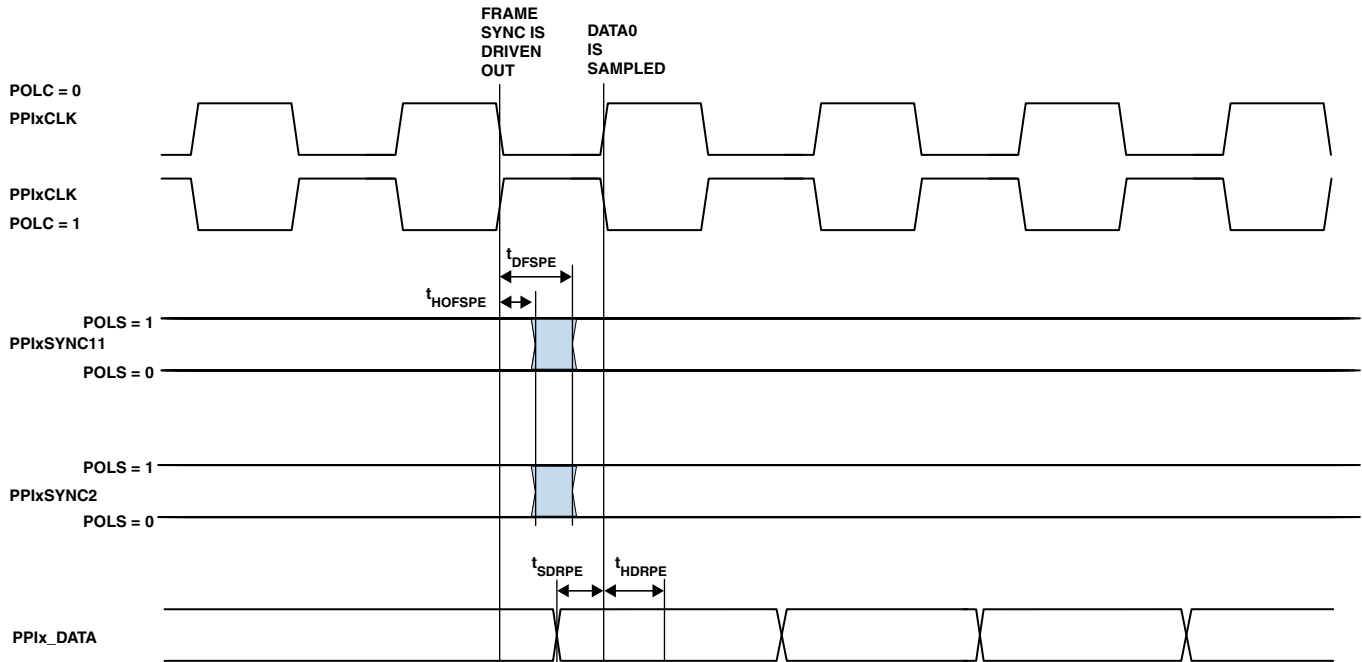 FRAME
SYNC IS
DRIVEN
OUT
DATA0
IS
SAMPLED
POLC = 0
PPIxCLK
PPIxCLK
POLC = 1
tDFSPE
tHOFSPE
POLS = 1
PPIxSYNC11
POLS = 0
POLS = 1
PPIxSYNC2
POLS = 0
tSDRPE
tHDRPE
PPIx_DATA